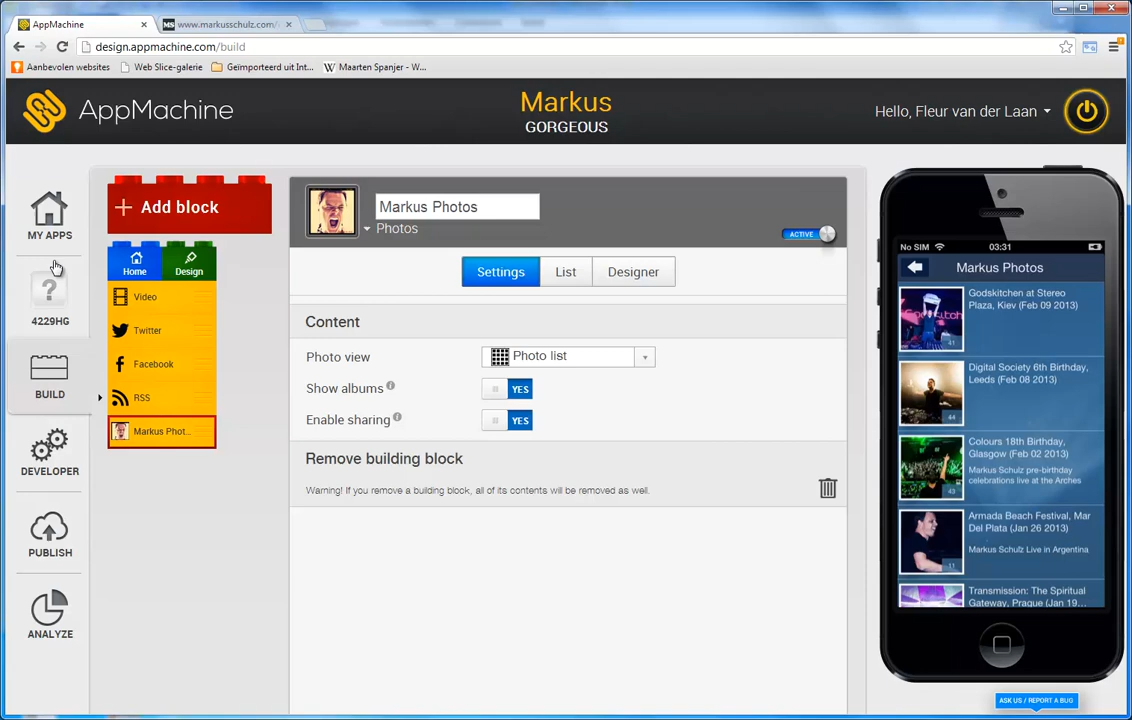 AppMachine
www.markusschulz.com/
design.appmachine.com/build
Aanbevolen websites
Web Slice-galerie
Geïmporteerd uit Int...
Maarten Spanjer - W...
AppMachine
Markus
GORGEOUS
Hello, Fleur van der Laan
MY APPS
?
4229HG
BUILD
DEVELOPER
PUBLISH
ANALYZE
+ Add block
Home
Design
Video
Twitter
Facebook
RSS
Markus Phot...
Markus Photos
Photos
ACTIVE
Settings
List
Designer
Content
Photo view
Photo list
Show albums
YES
Enable sharing
YES
Remove building block
Warning! If you remove a building block, all of its contents will be removed as well.
No SIM
03:31
Markus Photos
Godskitchen at Stereo
Plaza, Kiev (Feb 09 2013)
41
Digital Society 6th Birthday,
Leeds (Feb 08 2013)
44
Colours 18th Birthday,
Glasgow (Feb 02 2013)
Markus Schulz pre-birthday
celebrations live at the Arches
43
Armada Beach Festival, Mar
Del Plata (Jan 26 2013)
Markus Schulz Live in Argentina
11
Transmission: The Spiritual
Gateway, Prague (Jan 19...
ASK US / REPORT A BUG